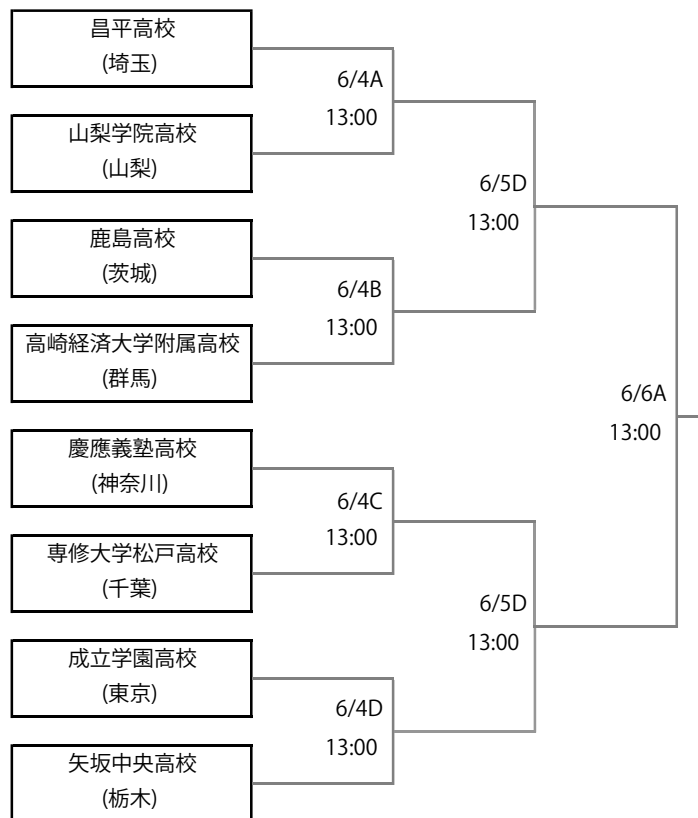 昌平高校
(埼玉)
6/4A
13:00
山梨学院高校
(山梨)
6/5D
13:00
鹿島高校
(茨城)
6/4B
13:00
高崎経済大学附属高校
(群馬)
6/6A
13:00
慶應義塾高校
(神奈川)
6/4C
13:00
専修大学松戸高校
(千葉)
6/5D
13:00
成立学園高校
(東京)
6/4D
13:00
矢坂中央高校
(栃木)